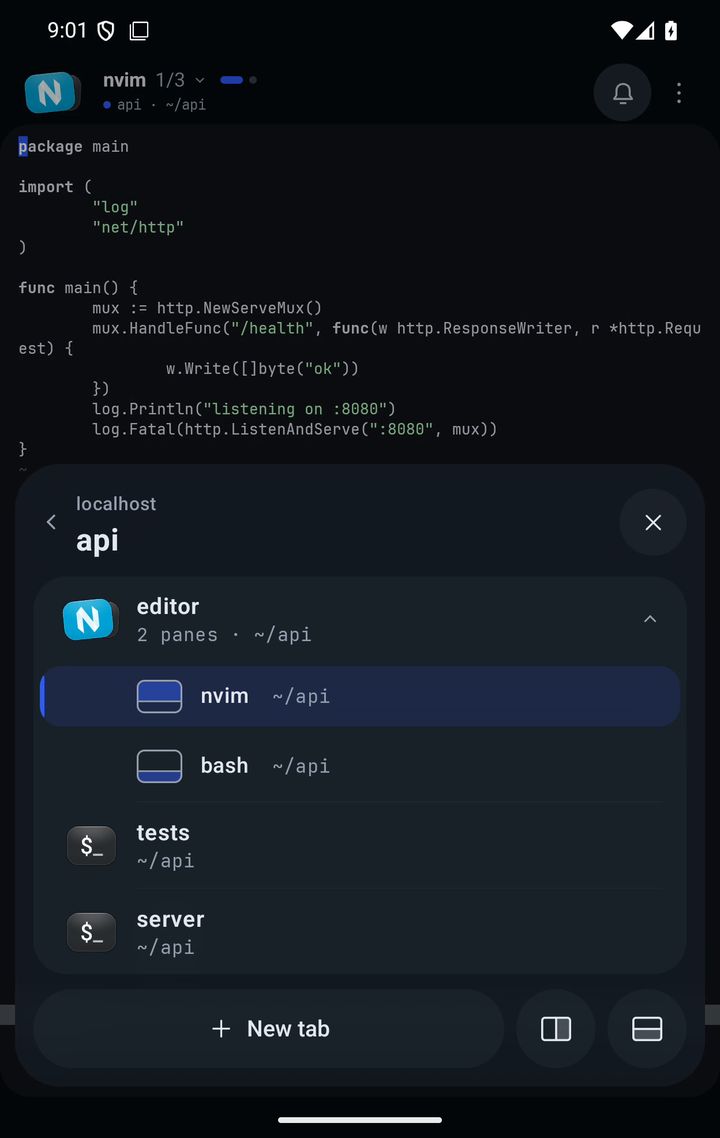 9:01
nvim 1/3
api · ~/api
package main
import (
"log"
"net/http"
)
func main() {
mux := http.NewServeMux()
mux.HandleFunc("/health", func(w http.ResponseWriter, r *http.Requ
est) {
w.Write([]byte("ok"))
})
log.Println("listening on :8080")
log.Fatal(http.ListenAndServe(":8080", mux))
}
~
localhost
api
editor
2 panes · ~/api
nvim ~/api
bash ~/api
$_ tests
~/api
$_ server
~/api
+ New tab